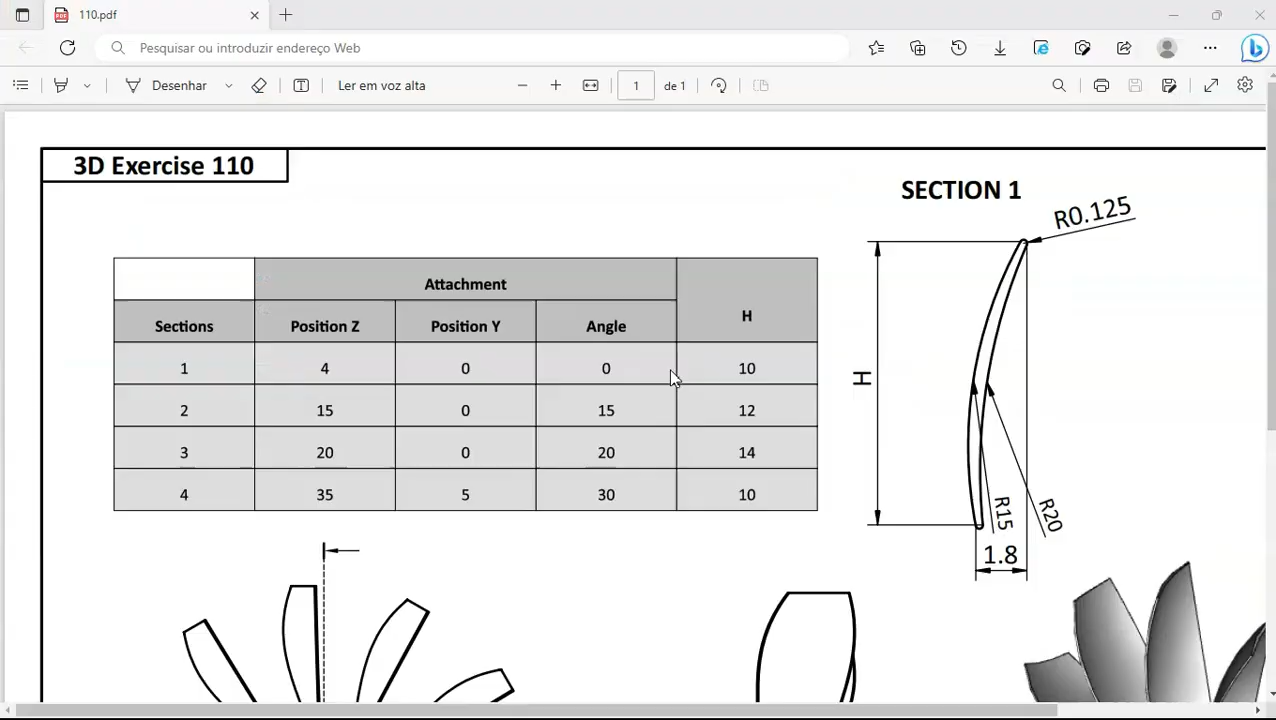 110.pdf
Pesquisar ou introduzir endereço Web
Desenhar
Ler em voz alta
1
de 1
3D Exercise 110
SECTION 1
R0.125
Attachment
H
Sections
Position Z
Position Y
Angle
1 4 0 0 10
2 15 0 15 12
3 20 0 20 14
4 35 5 30 10
H
R15
R20
1.8